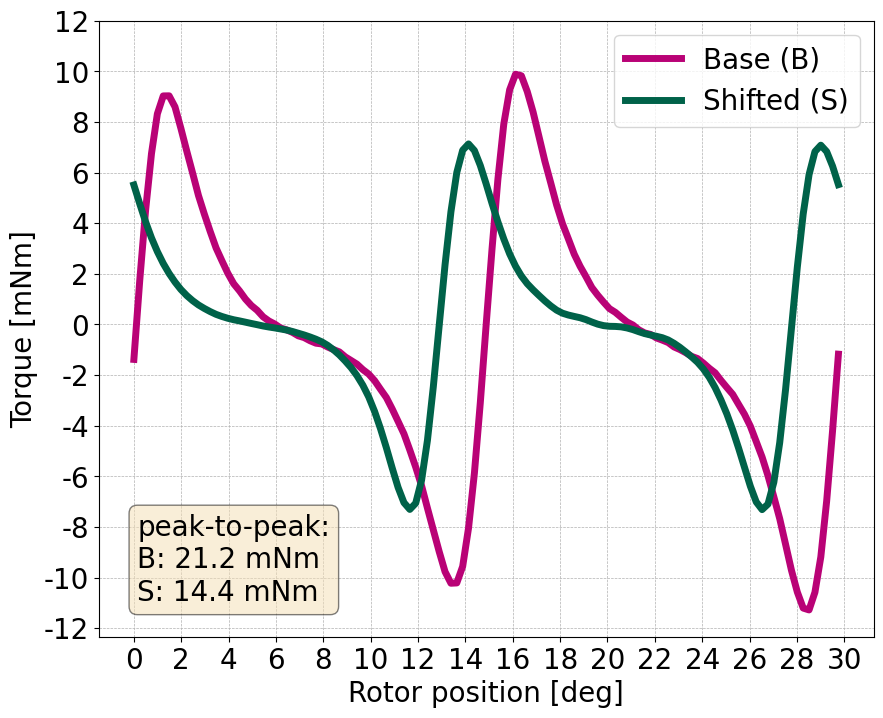 12
10
8
6
4
2
0
-2
-4
-6
-8
-10
-12
Torque [mNm]
Base (B)
Shifted (S)
peak-to-peak:
B: 21.2 mNm
S: 14.4 mNm
0 2 4 6 8 10 12 14 16 18 20 22 24 26 28 30
Rotor position [deg]